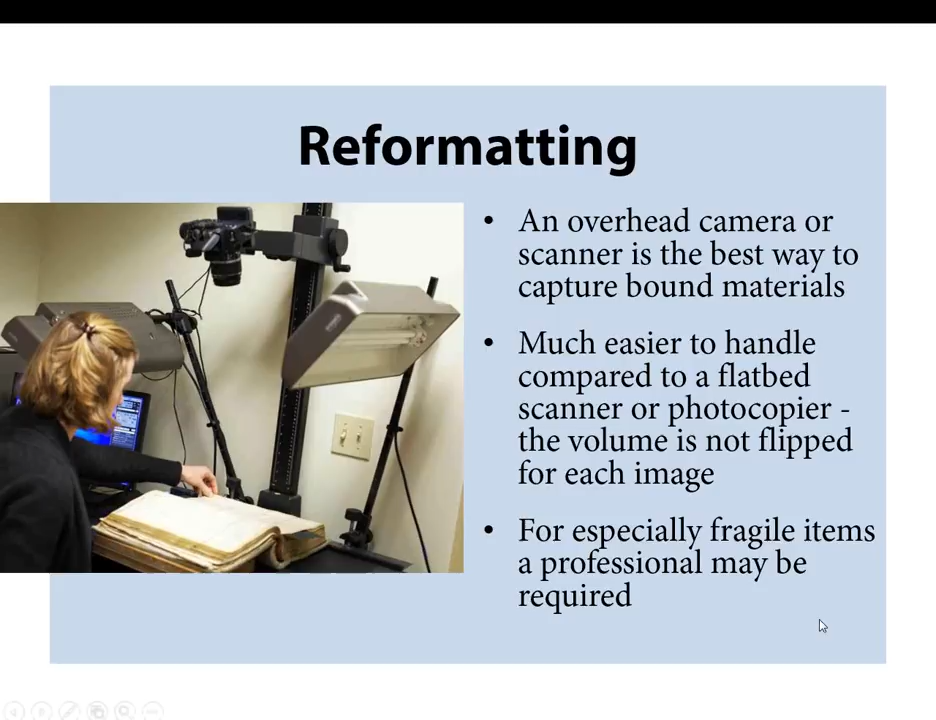 Reformatting
• An overhead camera or
scanner is the best way to
capture bound materials
• Much easier to handle
compared to a flatbed
scanner or photocopier -
the volume is not flipped
for each image
• For especially fragile items
a professional may be
required